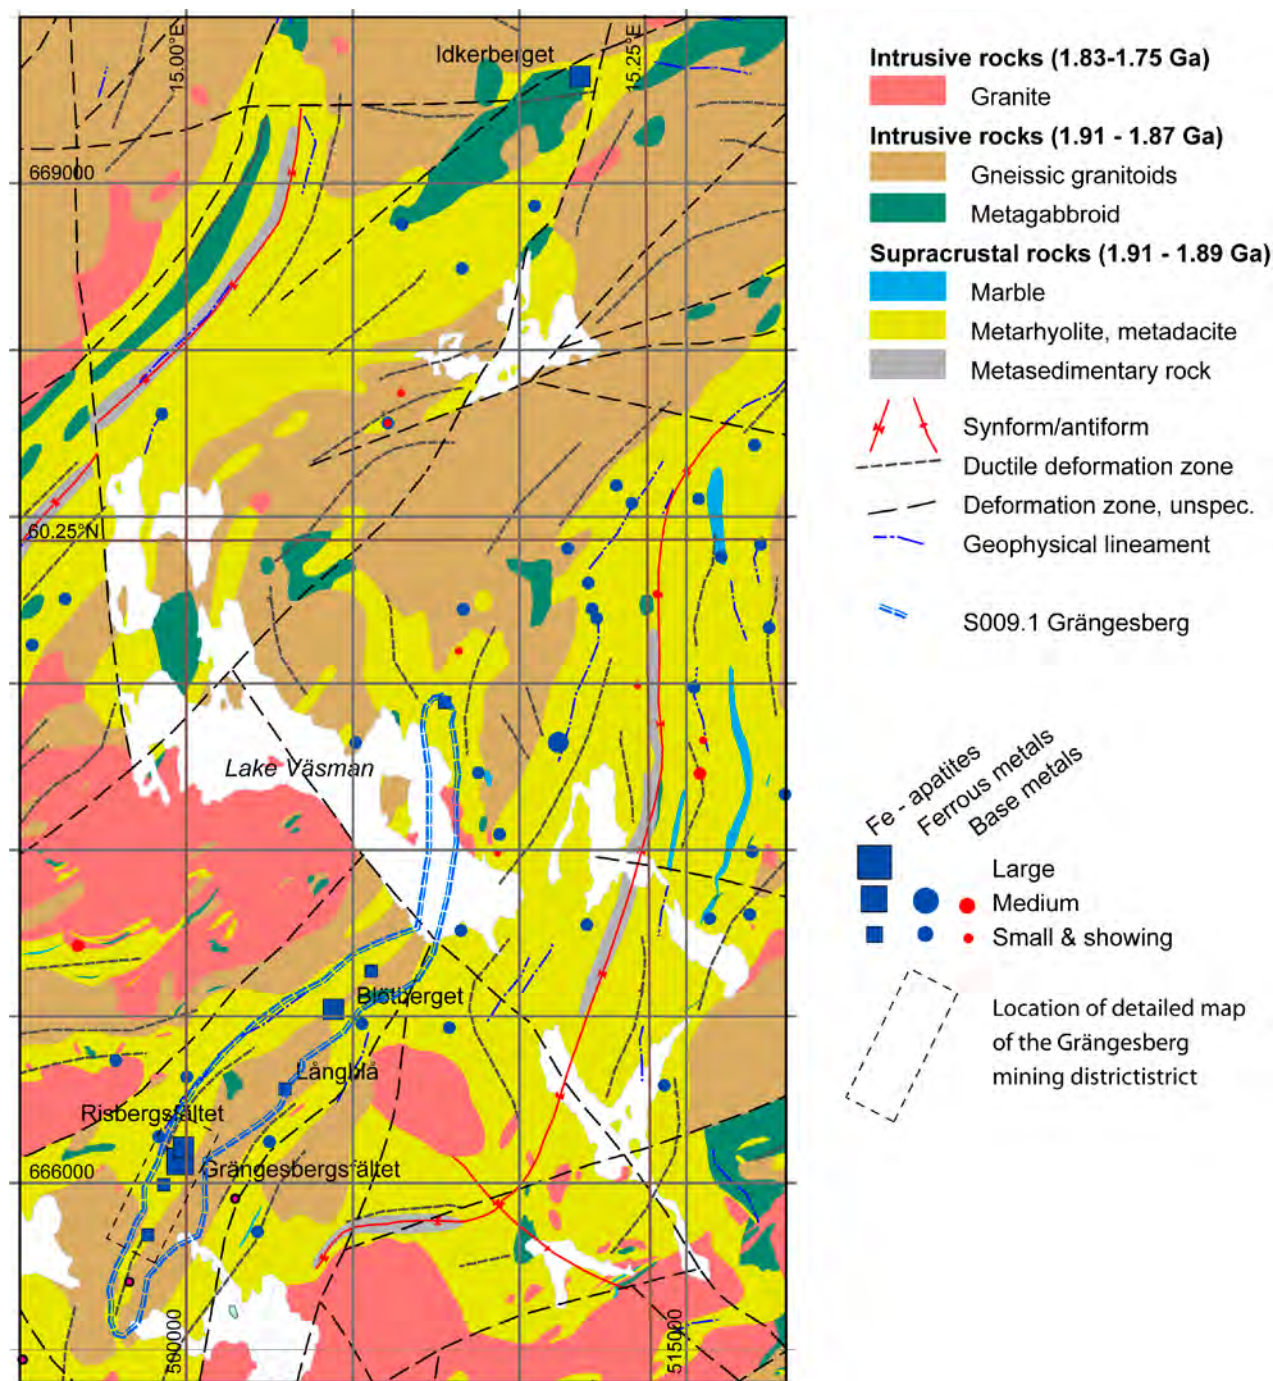 Idkerberget
15.00°E
15.25°E
669000
60.25°N
Lake Väsman
Blötberget
Långblå
Risbergsfältet
666000
Grängesbergsfältet
500000
515000
Intrusive rocks (1.83-1.75 Ga)
Granite
Intrusive rocks (1.91 - 1.87 Ga)
Gneissic granitoids
Metagabbroid
Supracrustal rocks (1.91 - 1.89 Ga)
Marble
Metarhyolite, metadacite
Metasedimentary rock
Synform/antiform
Ductile deformation zone
Deformation zone, unspec.
Geophysical lineament
S009.1 Grängesberg
Fe - apatites
Ferrous metals
Base metals
Large
Medium
Small & showing
Location of detailed map
of the Grängesberg
mining districtistrict